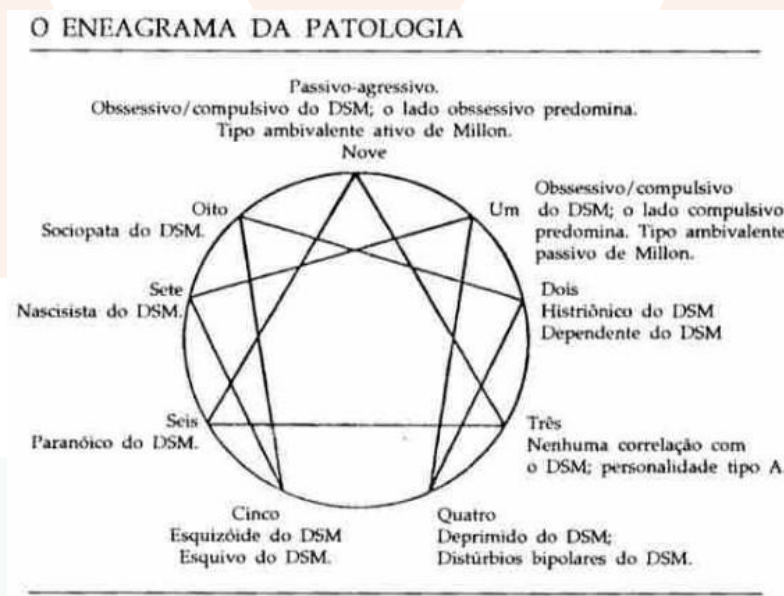 O ENEAGRAMA DA PATOLOGIA
Passivo-agressivo.
Obssessivo/compulsivo do DSM; o lado obssessivo predomina.
Tipo ambivalente ativo de Millon.
Nove
Obssessivo/compulsivo
Um do DSM; o lado compulsivo
predomina. Tipo ambivalente
passivo de Millon.
Oito
Sociopata do DSM.
Dois
Histriônico do DSM
Dependente do DSM
Sete
Nascisista do DSM.
Três
Nenhuma correlação com
o DSM; personalidade tipo A.
Seis
Paranóico do DSM.
Quatro
Deprimido do DSM;
Distúrbios bipolares do DSM.
Cinco
Esquizóide do DSM
Esquivo do DSM.